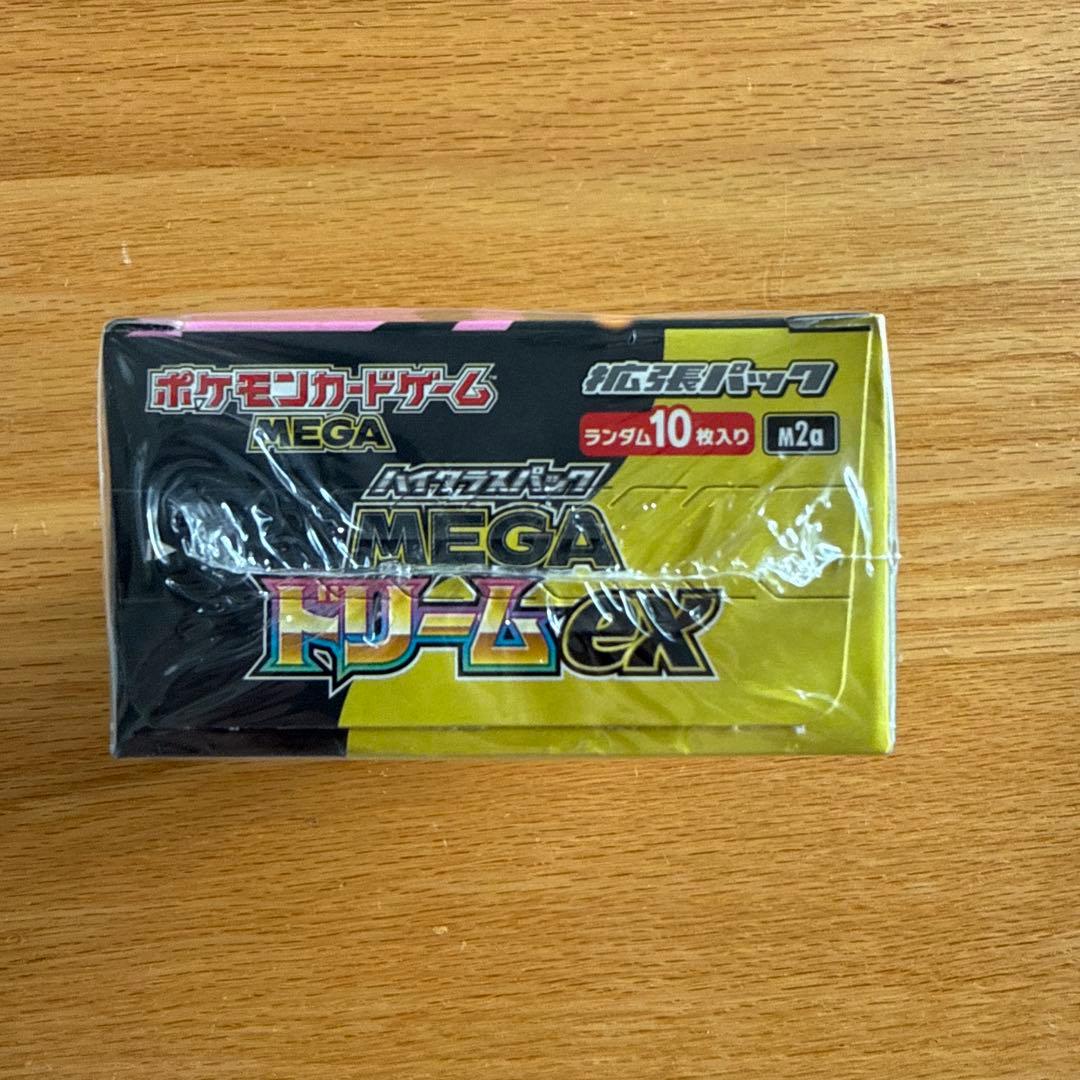 ポケモンカードゲーム
MEGA
拡張パック
ランダム10枚入り M2a
ハイクラスパック
MEGA
ドリームex